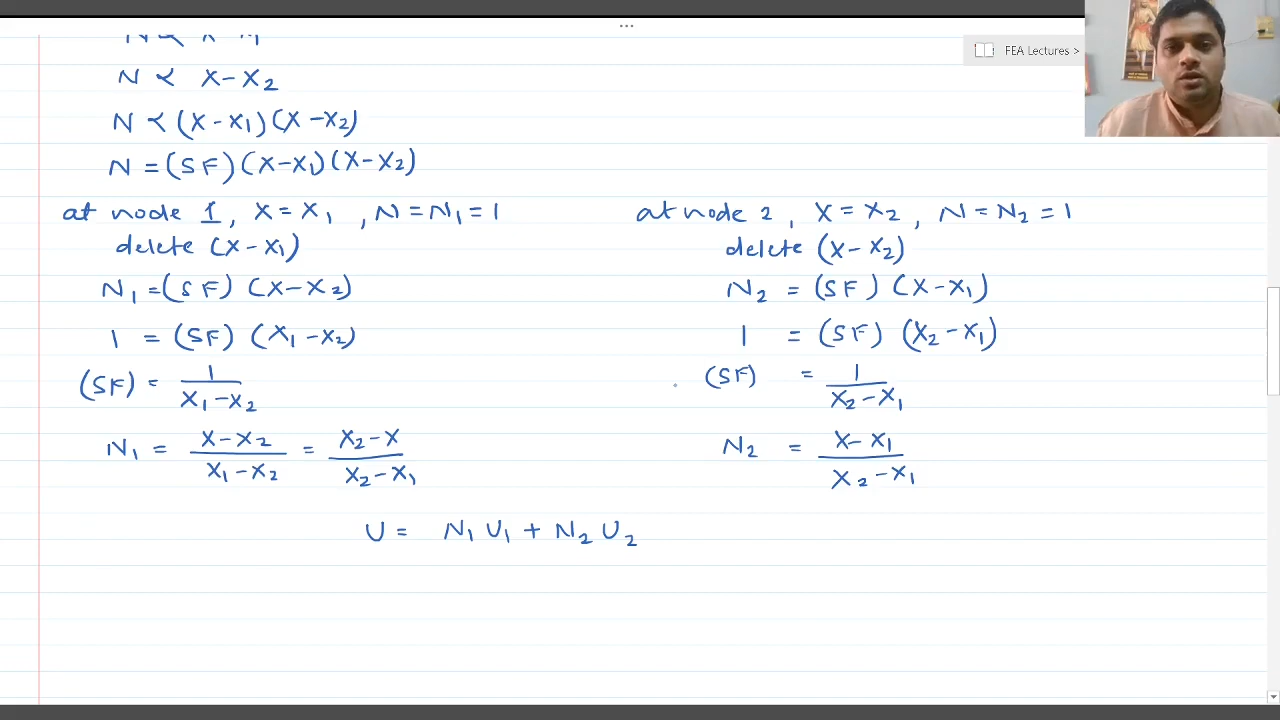 FEA Lectures >
N ∝ X - X2
N ∝ (X - X1)(X - X2)
N = (SF)(X - X1)(X - X2)
at node 1, X = X1, N = N1 = 1
delete (X - X1)
N1 = (SF) (X - X2)
1 = (SF) (X1 - X2)
(SF) = 1/(X1 - X2)
N1 = (X - X2)/(X1 - X2) = (X2 - X)/(X2 - X1)
at node 2, X = X2, N = N2 = 1
delete (X - X2)
N2 = (SF) (X - X1)
1 = (SF) (X2 - X1)
(SF) = 1/(X2 - X1)
N2 = (X - X1)/(X2 - X1)
U = N1 U1 + N2 U2